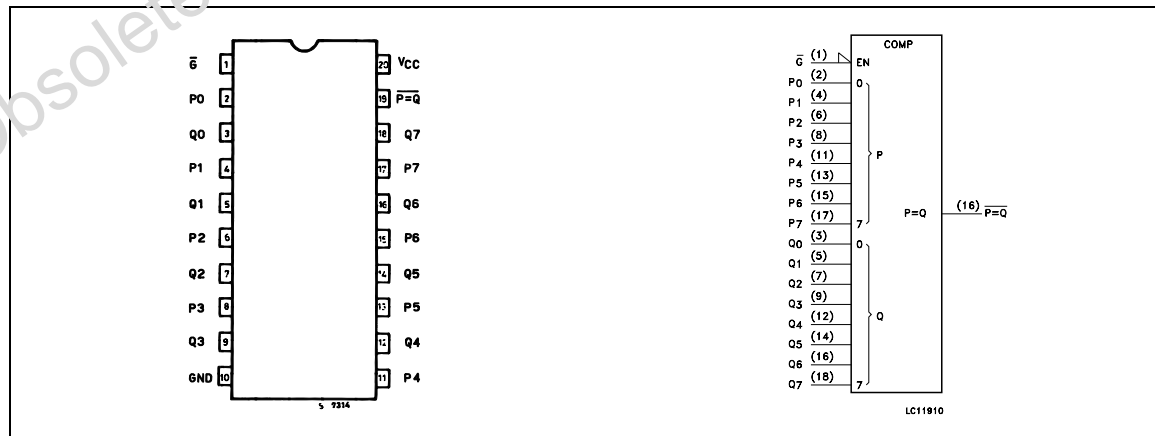 Obsolete
G̅ 1
P0 2
Q0 3
P1 4
Q1 5
P2 6
Q2 7
P3 8
Q3 9
GND 10
20 VCC
19 P̅=̅Q̅
18 Q7
17 P7
16 Q6
15 P6
14 Q5
13 P5
12 Q4
11 P4
S 7314
COMP
G̅ (1) EN
P0 (2) 0
P1 (4)
P2 (6)
P3 (8)
P4 (11) P
P5 (13)
P6 (15)
P7 (17) 7
P=Q (16) P̅=̅Q̅
Q0 (3) 0
Q1 (5)
Q2 (7)
Q3 (9)
Q4 (12) Q
Q5 (14)
Q6 (16)
Q7 (18) 7
LC11910